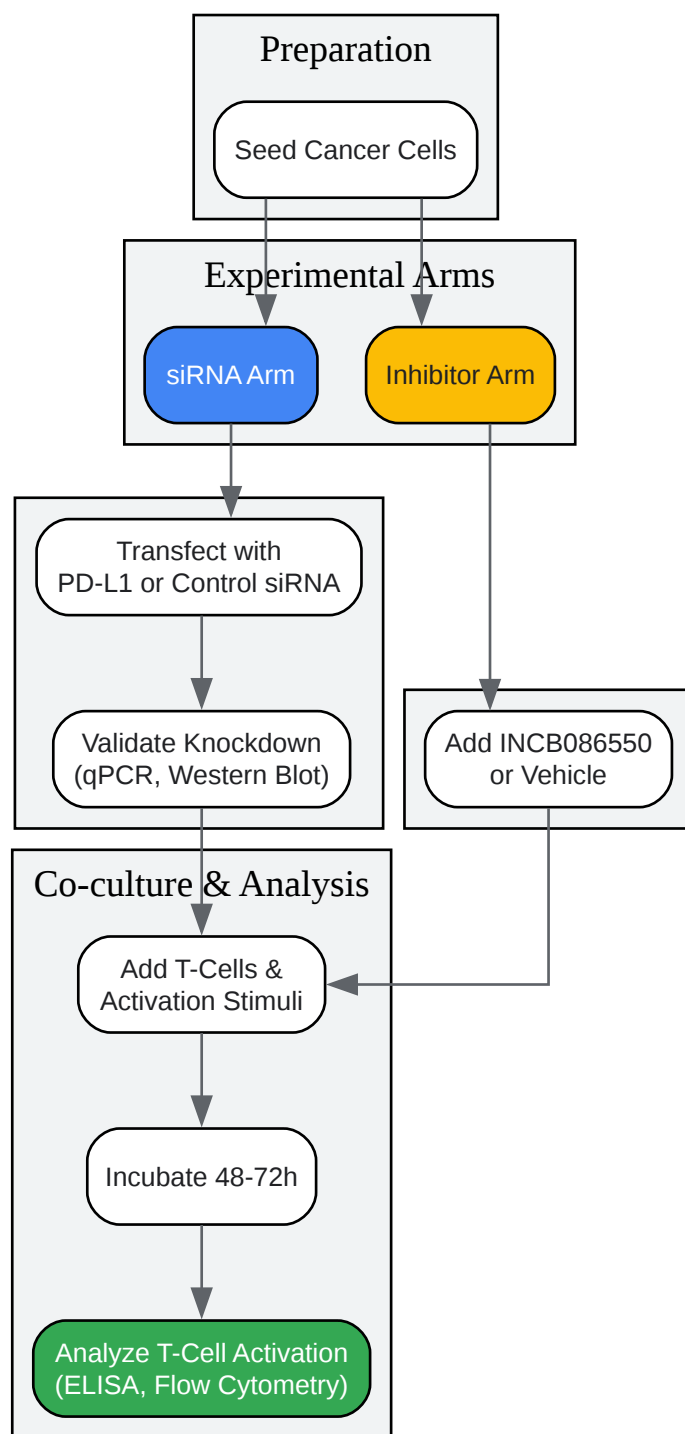 Preparation
Seed Cancer Cells
Experimental Arms
siRNA Arm
Inhibitor Arm
Transfect with
PD-L1 or Control siRNA
Validate Knockdown
(qPCR, Western Blot)
Add INCB086550
or Vehicle
Co-culture & Analysis
Add T-Cells &
Activation Stimuli
Incubate 48-72h
Analyze T-Cell Activation
(ELISA, Flow Cytometry)